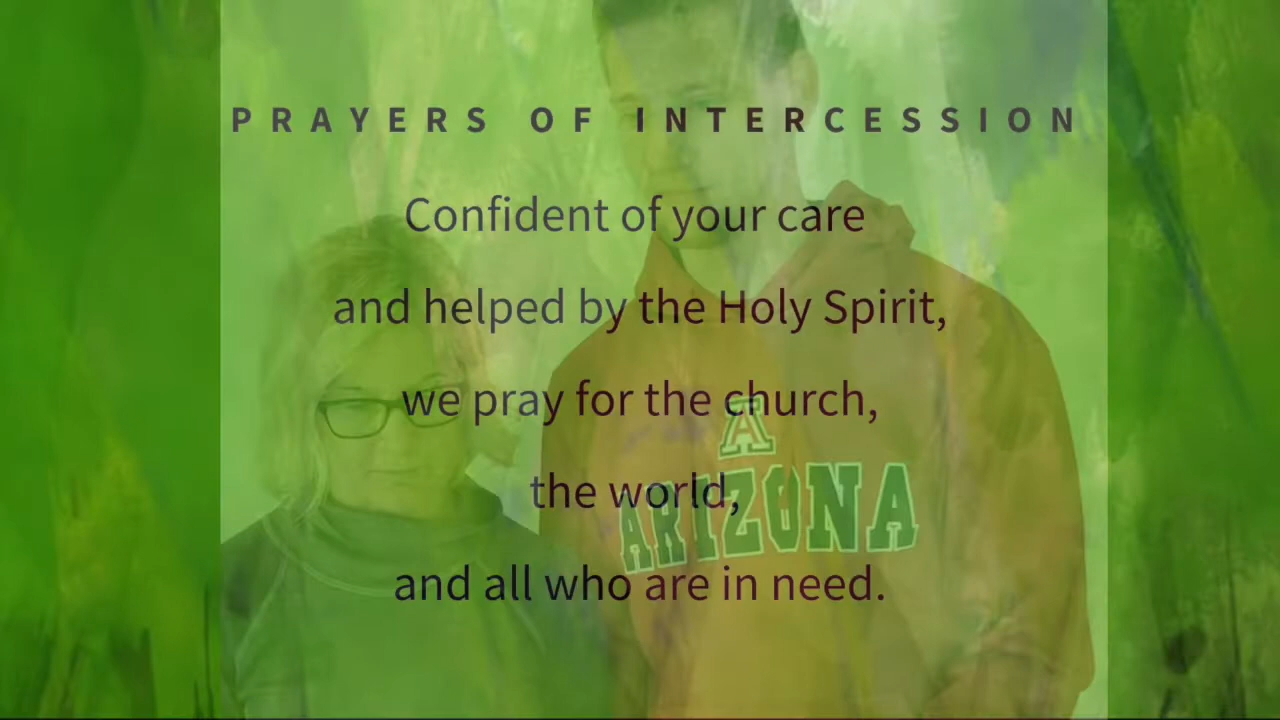 PRAYERS OF INTERCESSION
Confident of your care
and helped by the Holy Spirit,
we pray for the church,
A
ARIZONA
the world,
and all who are in need.